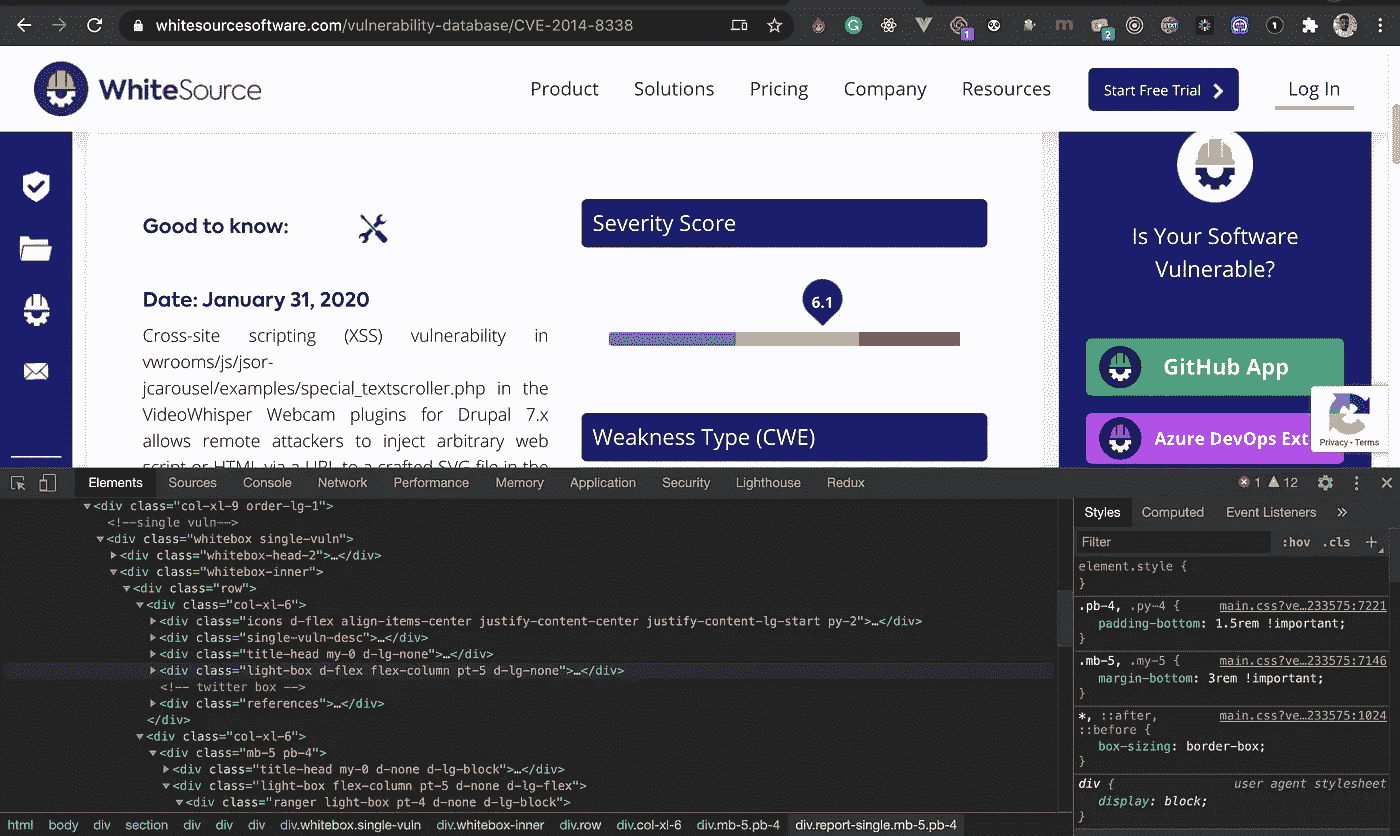 whitesourcesoftware.com/vulnerability-database/CVE-2014-8338
WhiteSource
Product Solutions Pricing Company Resources Start Free Trial Log In
Good to know:
Date: January 31, 2020
Cross-site scripting (XSS) vulnerability in
vwrooms/js/jsor-
jcarousel/examples/special_textscroller.php in the
VideoWhisper Webcam plugins for Drupal 7.x
allows remote attackers to inject arbitrary web
script or HTML via a URL to a crafted SVG file in the
Severity Score
6.1
Weakness Type (CWE)
Is Your Software
Vulnerable?
GitHub App
Azure DevOps Ext
Privacy - Terms
Elements Sources Console Network Performance Memory Application Security Lighthouse Redux 1 12
<div class="col-xl-9 order-lg-1">
<!--single vuln-->
<div class="whitebox single-vuln">
<div class="whitebox-head-2">…</div>
<div class="whitebox-inner">
<div class="row">
<div class="col-xl-6">
<div class="icons d-flex align-items-center justify-content-center justify-content-lg-start py-2">…</div>
<div class="single-vuln-desc">…</div>
<div class="title-head my-0 d-lg-none">…</div>
<div class="light-box d-flex flex-column pt-5 d-lg-none">…</div>
<!-- twitter box -->
<div class="references">…</div>
</div>
<div class="col-xl-6">
<div class="mb-5 pb-4">
<div class="title-head my-0 d-none d-lg-block">…</div>
<div class="light-box flex-column pt-5 d-none d-lg-flex">
<div class="ranger light-box pt-4 d-none d-lg-block">
html body div section div div div div.whitebox.single-vuln div.whitebox-inner div.row div.col-xl-6 div.mb-5.pb-4 div.report-single.mb-5.pb-4
Styles Computed Event Listeners »
Filter :hov .cls +
element.style {
}
.pb-4, .py-4 { main.css?ve…233575:7221
padding-bottom: 1.5rem !important;
}
.mb-5, .my-5 { main.css?ve…233575:7146
margin-bottom: 3rem !important;
}
*, ::after, main.css?ve…233575:1024
::before {
box-sizing: border-box;
}
div { user agent stylesheet
display: block;
}